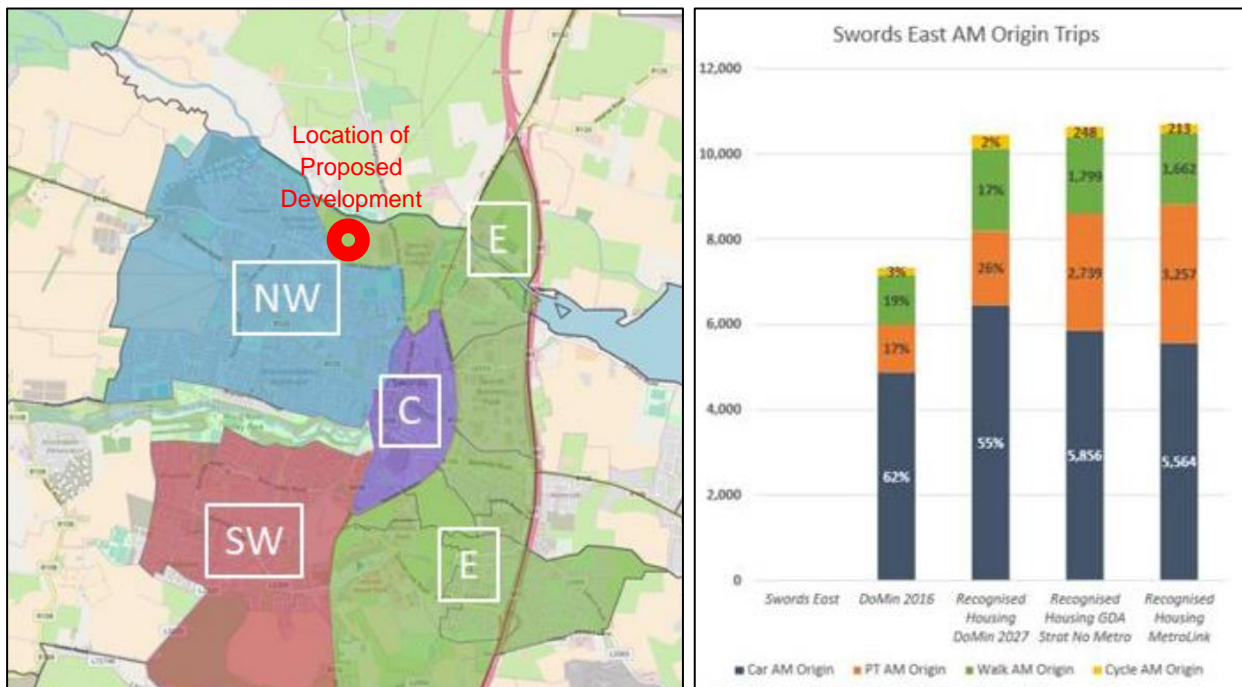 Location of
Proposed
Development
E
NW
C
SW
E
Swords East AM Origin Trips
12,000
10,000
8,000
6,000
4,000
2,000
0
3%
19%
17%
62%
2%
17%
26%
55%
248
1,799
2,739
5,856
213
1,662
3,257
5,564
Swords East
DoMin 2016
Recognised
Housing
DoMin 2027
Recognised
Housing GDA
Strat No Metro
Recognised
Housing
MetroLink
Car AM Origin
PT AM Origin
Walk AM Origin
Cycle AM Origin